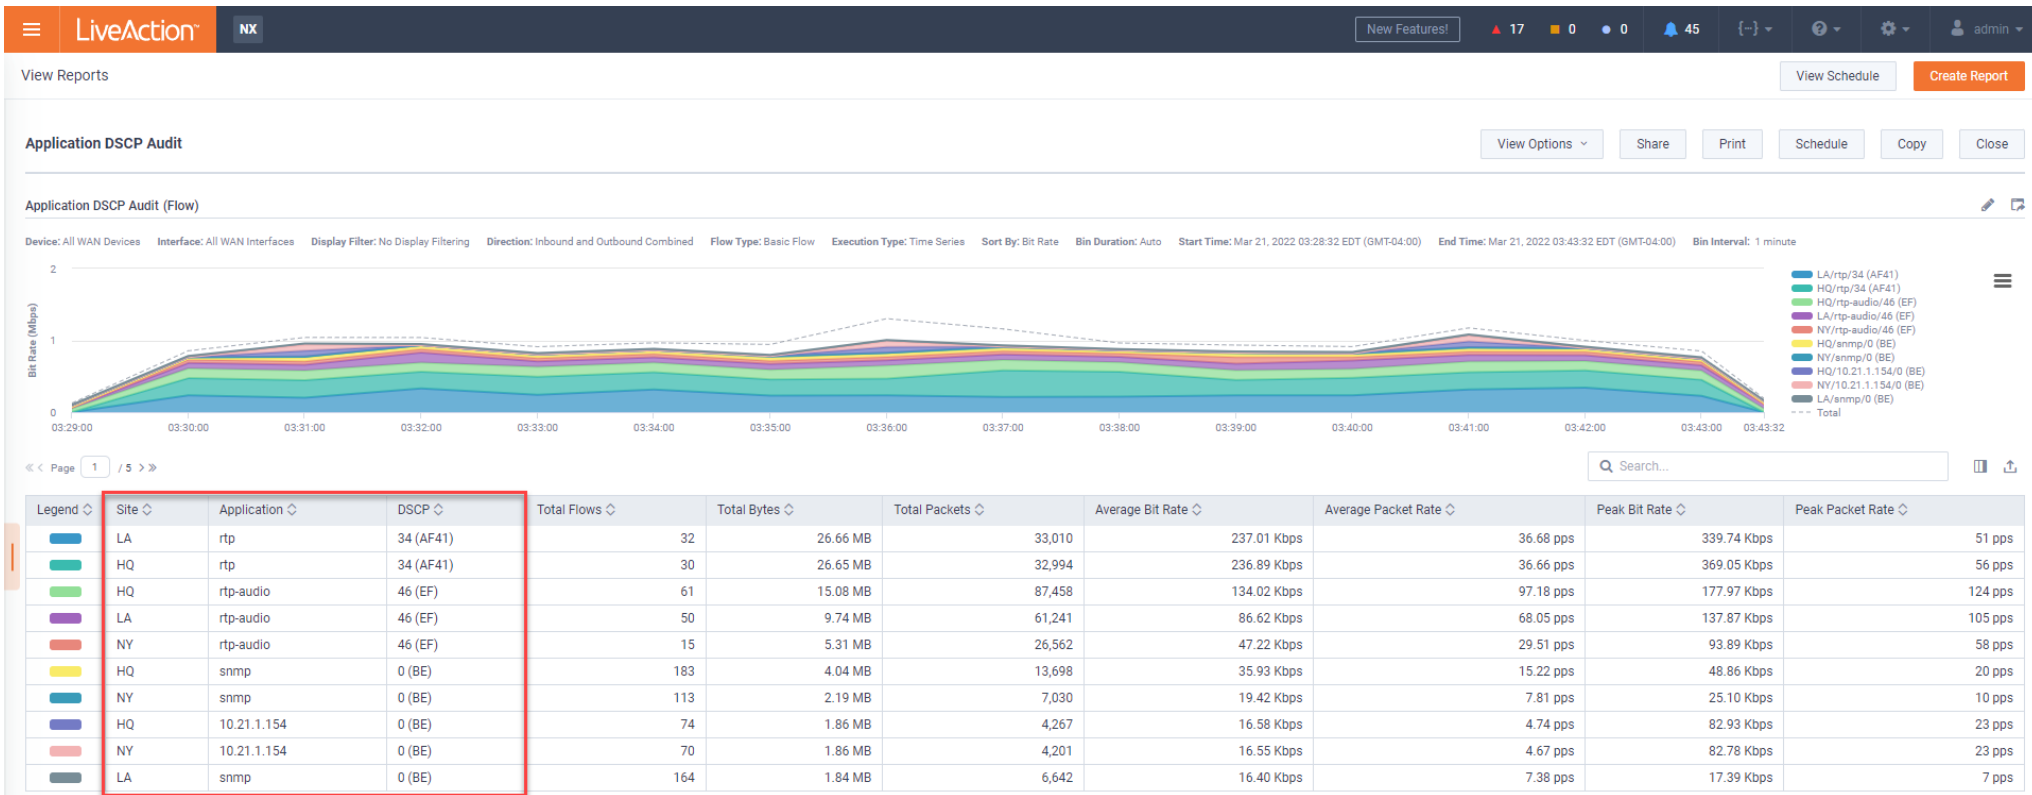 LiveAction™ NX New Features! 17 0 0 45 {··} ? admin
View Reports View Schedule Create Report
Application DSCP Audit View Options Share Print Schedule Copy Close
Application DSCP Audit (Flow)
Device: All WAN Devices Interface: All WAN Interfaces Display Filter: No Display Filtering Direction: Inbound and Outbound Combined Flow Type: Basic Flow Execution Type: Time Series Sort By: Bit Rate Bin Duration: Auto Start Time: Mar 21, 2022 03:28:32 EDT (GMT-04:00) End Time: Mar 21, 2022 03:43:32 EDT (GMT-04:00) Bin Interval: 1 minute
Bit Rate (Mbps)
2
1
0
03:29:00 03:30:00 03:31:00 03:32:00 03:33:00 03:34:00 03:35:00 03:36:00 03:37:00 03:38:00 03:39:00 03:40:00 03:41:00 03:42:00 03:43:00 03:43:32
LA/rtp/34 (AF41)
HQ/rtp/34 (AF41)
HQ/rtp-audio/46 (EF)
LA/rtp-audio/46 (EF)
NY/rtp-audio/46 (EF)
HQ/snmp/0 (BE)
NY/snmp/0 (BE)
HQ/10.21.1.154/0 (BE)
NY/10.21.1.154/0 (BE)
LA/snmp/0 (BE)
Total
Page 1 / 5 Search...
Legend Site Application DSCP Total Flows Total Bytes Total Packets Average Bit Rate Average Packet Rate Peak Bit Rate Peak Packet Rate
LA rtp 34 (AF41) 32 26.66 MB 33,010 237.01 Kbps 36.68 pps 339.74 Kbps 51 pps
HQ rtp 34 (AF41) 30 26.65 MB 32,994 236.89 Kbps 36.66 pps 369.05 Kbps 56 pps
HQ rtp-audio 46 (EF) 61 15.08 MB 87,458 134.02 Kbps 97.18 pps 177.97 Kbps 124 pps
LA rtp-audio 46 (EF) 50 9.74 MB 61,241 86.62 Kbps 68.05 pps 137.87 Kbps 105 pps
NY rtp-audio 46 (EF) 15 5.31 MB 26,562 47.22 Kbps 29.51 pps 93.89 Kbps 58 pps
HQ snmp 0 (BE) 183 4.04 MB 13,698 35.93 Kbps 15.22 pps 48.86 Kbps 20 pps
NY snmp 0 (BE) 113 2.19 MB 7,030 19.42 Kbps 7.81 pps 25.10 Kbps 10 pps
HQ 10.21.1.154 0 (BE) 74 1.86 MB 4,267 16.58 Kbps 4.74 pps 82.93 Kbps 23 pps
NY 10.21.1.154 0 (BE) 70 1.86 MB 4,201 16.55 Kbps 4.67 pps 82.78 Kbps 23 pps
LA snmp 0 (BE) 164 1.84 MB 6,642 16.40 Kbps 7.38 pps 17.39 Kbps 7 pps